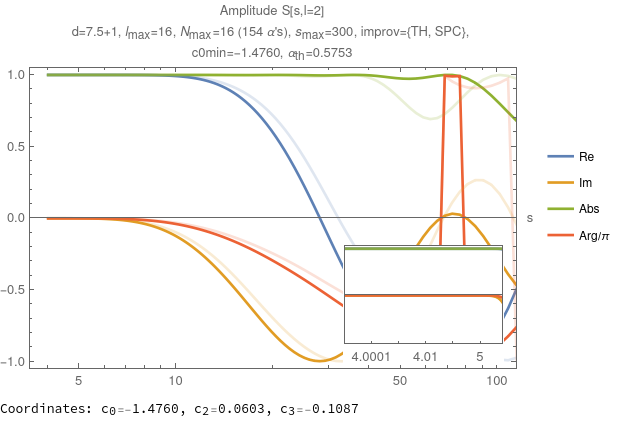 Amplitude S[s,l=2]
d=7.5+1, lmax=16, Nmax=16 (154 α's), smax=300, improv={TH, SPC},
c0min=−1.4760, αth=0.5753
1.0
0.5
0.0
−0.5
−1.0
s
4.0001 4.01 5
5 10 50 100
Re
Im
Abs
Arg/π
Coordinates: c0=-1.4760, c2=0.0603, c3=-0.1087